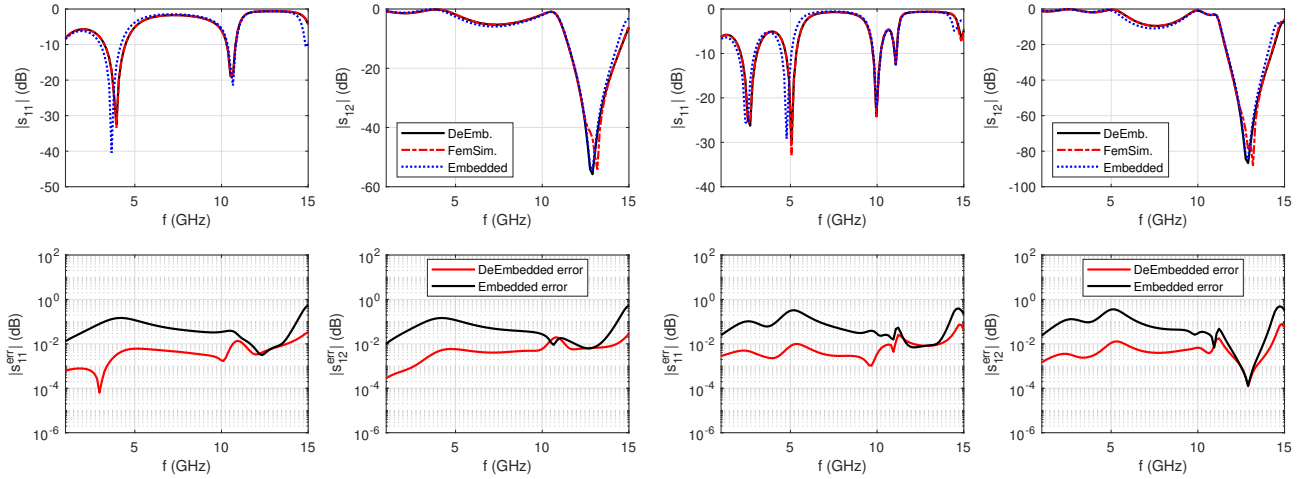 0
-10
-20
-30
-40
-50
5
10
15
f (GHz)
|s11| (dB)
0
-20
-40
-60
5
10
15
f (GHz)
|s12| (dB)
DeEmb.
FemSim.
Embedded
0
-10
-20
-30
-40
5
10
15
f (GHz)
|s11| (dB)
0
-20
-40
-60
-80
-100
5
10
15
f (GHz)
|s12| (dB)
DeEmb.
FemSim.
Embedded
10^2
10^0
10^-2
10^-4
10^-6
5
10
15
f (GHz)
|s11^err| (dB)
10^2
10^0
10^-2
10^-4
10^-6
5
10
15
f (GHz)
|s12^err| (dB)
DeEmbedded error
Embedded error
10^2
10^0
10^-2
10^-4
10^-6
5
10
15
f (GHz)
|s11^err| (dB)
10^2
10^0
10^-2
10^-4
10^-6
5
10
15
f (GHz)
|s12^err| (dB)
DeEmbedded error
Embedded error